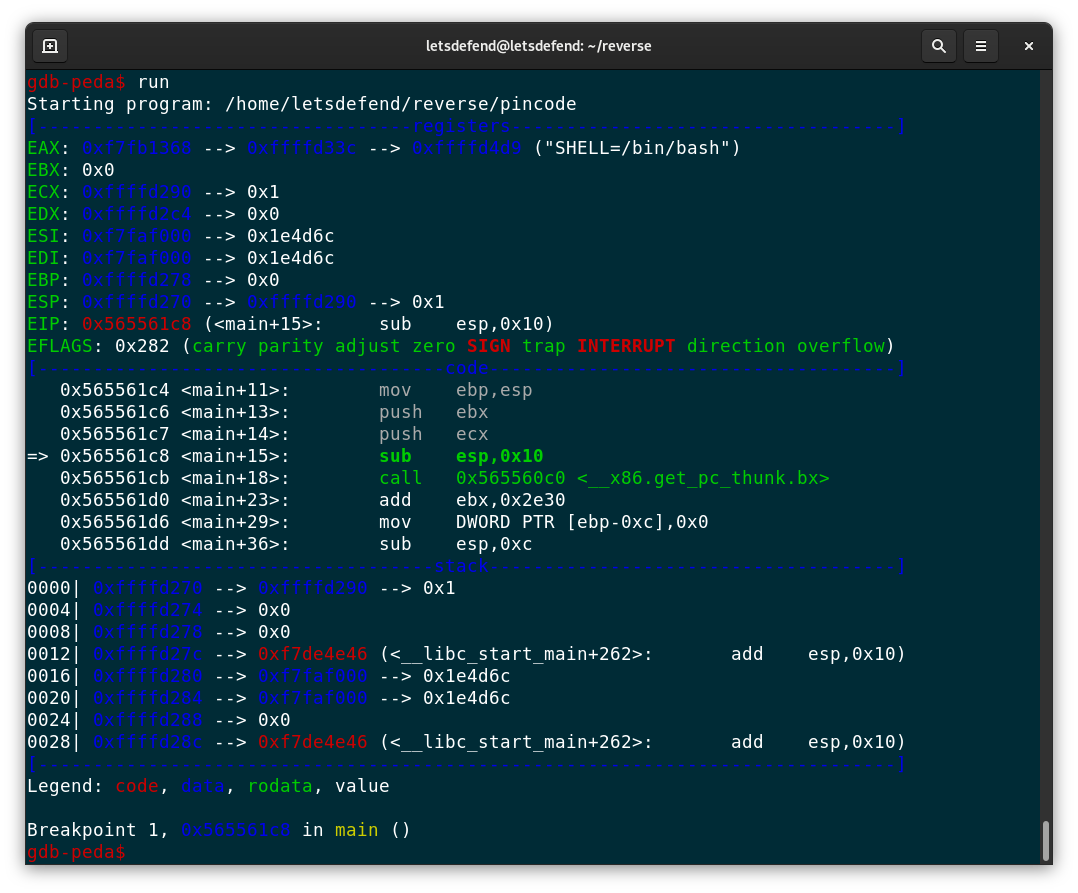 letsdefend@letsdefend: ~/reverse
gdb-peda$ run
Starting program: /home/letsdefend/reverse/pincode
[----------------------------------registers-----------------------------------]
EAX: 0xf7fb1368 --> 0xffffd33c --> 0xffffd4d9 ("SHELL=/bin/bash")
EBX: 0x0
ECX: 0xffffd290 --> 0x1
EDX: 0xffffd2c4 --> 0x0
ESI: 0xf7faf000 --> 0x1e4d6c
EDI: 0xf7faf000 --> 0x1e4d6c
EBP: 0xffffd278 --> 0x0
ESP: 0xffffd270 --> 0xffffd290 --> 0x1
EIP: 0x565561c8 (<main+15>: sub esp,0x10)
EFLAGS: 0x282 (carry parity adjust zero SIGN trap INTERRUPT direction overflow)
[-------------------------------------code-------------------------------------]
0x565561c4 <main+11>: mov ebp,esp
0x565561c6 <main+13>: push ebx
0x565561c7 <main+14>: push ecx
=> 0x565561c8 <main+15>: sub esp,0x10
0x565561cb <main+18>: call 0x565560c0 <__x86.get_pc_thunk.bx>
0x565561d0 <main+23>: add ebx,0x2e30
0x565561d6 <main+29>: mov DWORD PTR [ebp-0xc],0x0
0x565561dd <main+36>: sub esp,0xc
[------------------------------------stack-------------------------------------]
0000| 0xffffd270 --> 0xffffd290 --> 0x1
0004| 0xffffd274 --> 0x0
0008| 0xffffd278 --> 0x0
0012| 0xffffd27c --> 0xf7de4e46 (<__libc_start_main+262>: add esp,0x10)
0016| 0xffffd280 --> 0xf7faf000 --> 0x1e4d6c
0020| 0xffffd284 --> 0xf7faf000 --> 0x1e4d6c
0024| 0xffffd288 --> 0x0
0028| 0xffffd28c --> 0xf7de4e46 (<__libc_start_main+262>: add esp,0x10)
[------------------------------------------------------------------------------]
Legend: code, data, rodata, value
Breakpoint 1, 0x565561c8 in main ()
gdb-peda$